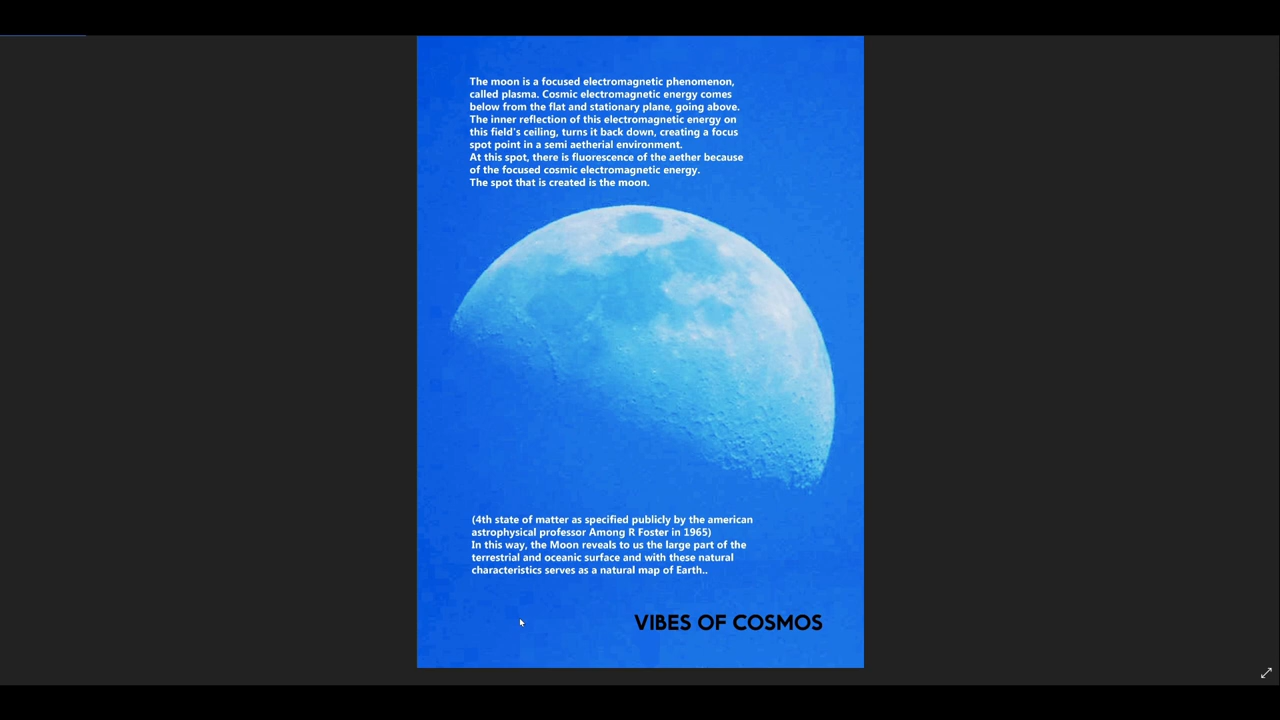 The moon is a focused electromagnetic phenomenon,
called plasma. Cosmic electromagnetic energy comes
below from the flat and stationary plane, going above.
The inner reflection of this electromagnetic energy on
this field's ceiling, turns it back down, creating a focus
spot point in a semi aetherial environment.
At this spot, there is fluorescence of the aether because
of the focused cosmic electromagnetic energy.
The spot that is created is the moon.
(4th state of matter as specified publicly by the american
astrophysical professor Among R Foster in 1965)
In this way, the Moon reveals to us the large part of the
terrestrial and oceanic surface and with these natural
characteristics serves as a natural map of Earth..
VIBES OF COSMOS